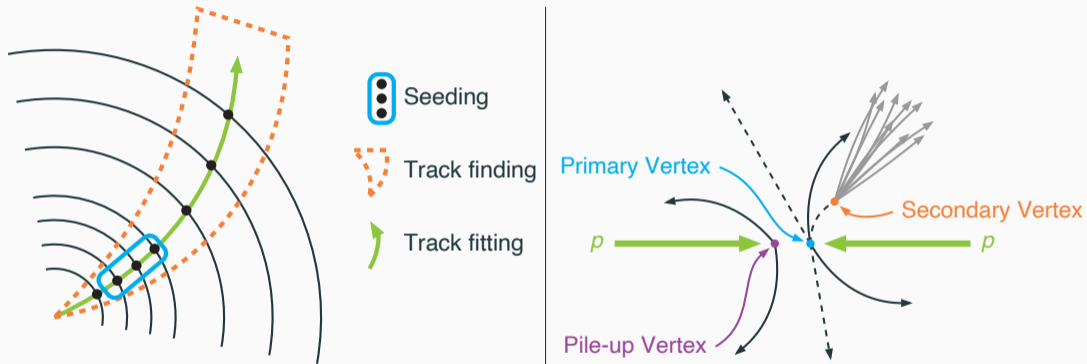 Seeding
Track finding
Track fitting
Primary Vertex
Secondary Vertex
p
p
Pile-up Vertex